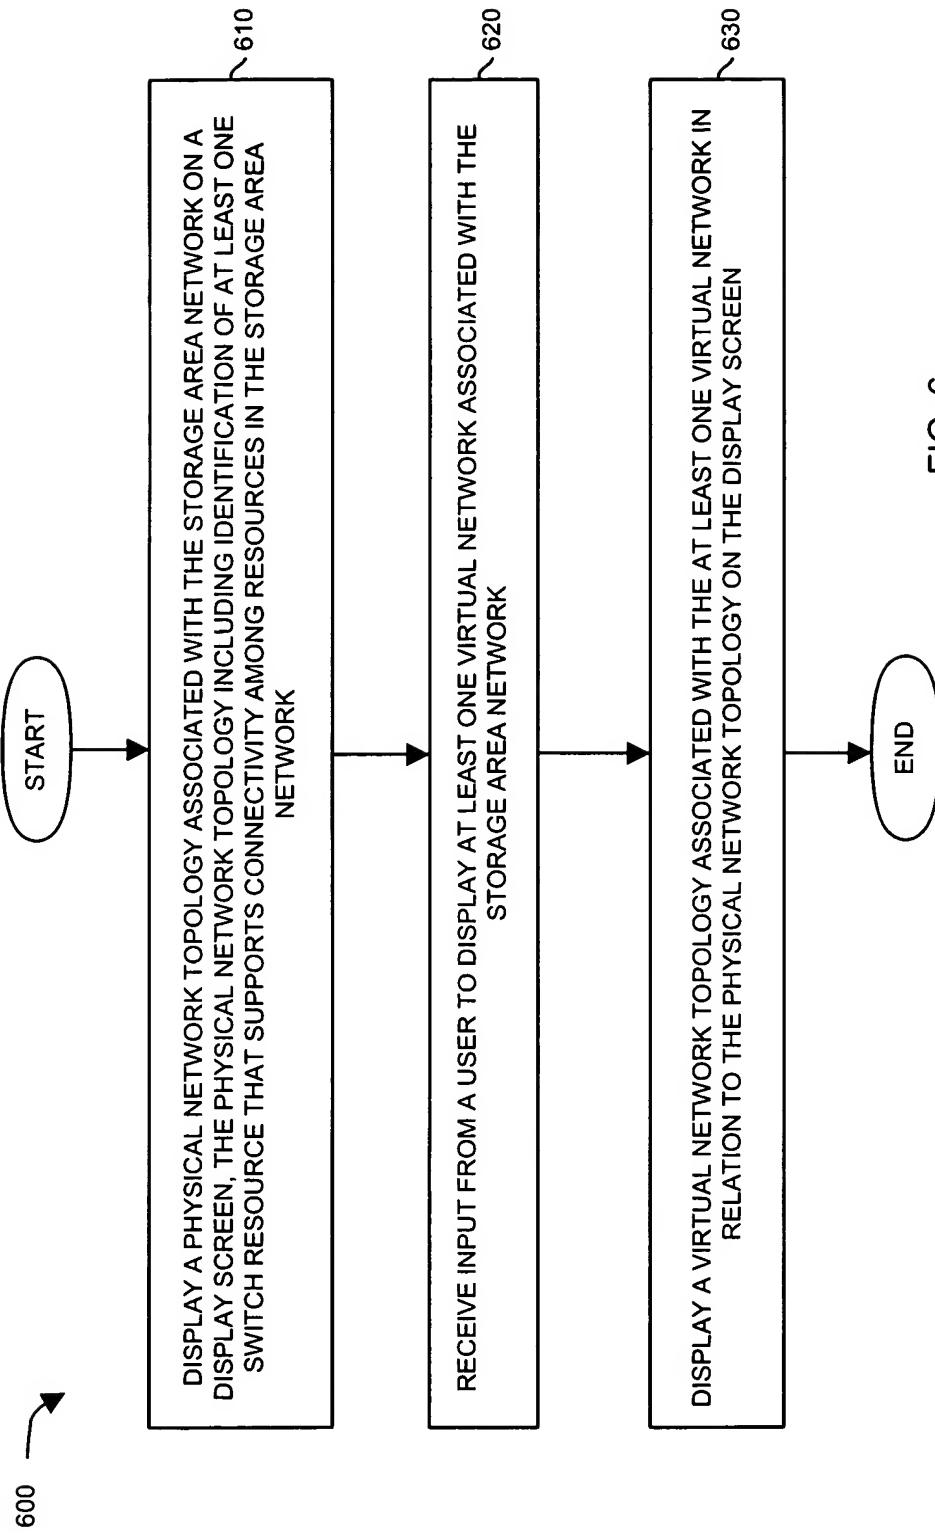 600
START
DISPLAY A PHYSICAL NETWORK TOPOLOGY ASSOCIATED WITH THE STORAGE AREA NETWORK ON A
DISPLAY SCREEN, THE PHYSICAL NETWORK TOPOLOGY INCLUDING IDENTIFICATION OF AT LEAST ONE
SWITCH RESOURCE THAT SUPPORTS CONNECTIVITY AMONG RESOURCES IN THE STORAGE AREA
NETWORK
610
RECEIVE INPUT FROM A USER TO DISPLAY AT LEAST ONE VIRTUAL NETWORK ASSOCIATED WITH THE
STORAGE AREA NETWORK
620
DISPLAY A VIRTUAL NETWORK TOPOLOGY ASSOCIATED WITH THE AT LEAST ONE VIRTUAL NETWORK IN
RELATION TO THE PHYSICAL NETWORK TOPOLOGY ON THE DISPLAY SCREEN
630
END
FIG.